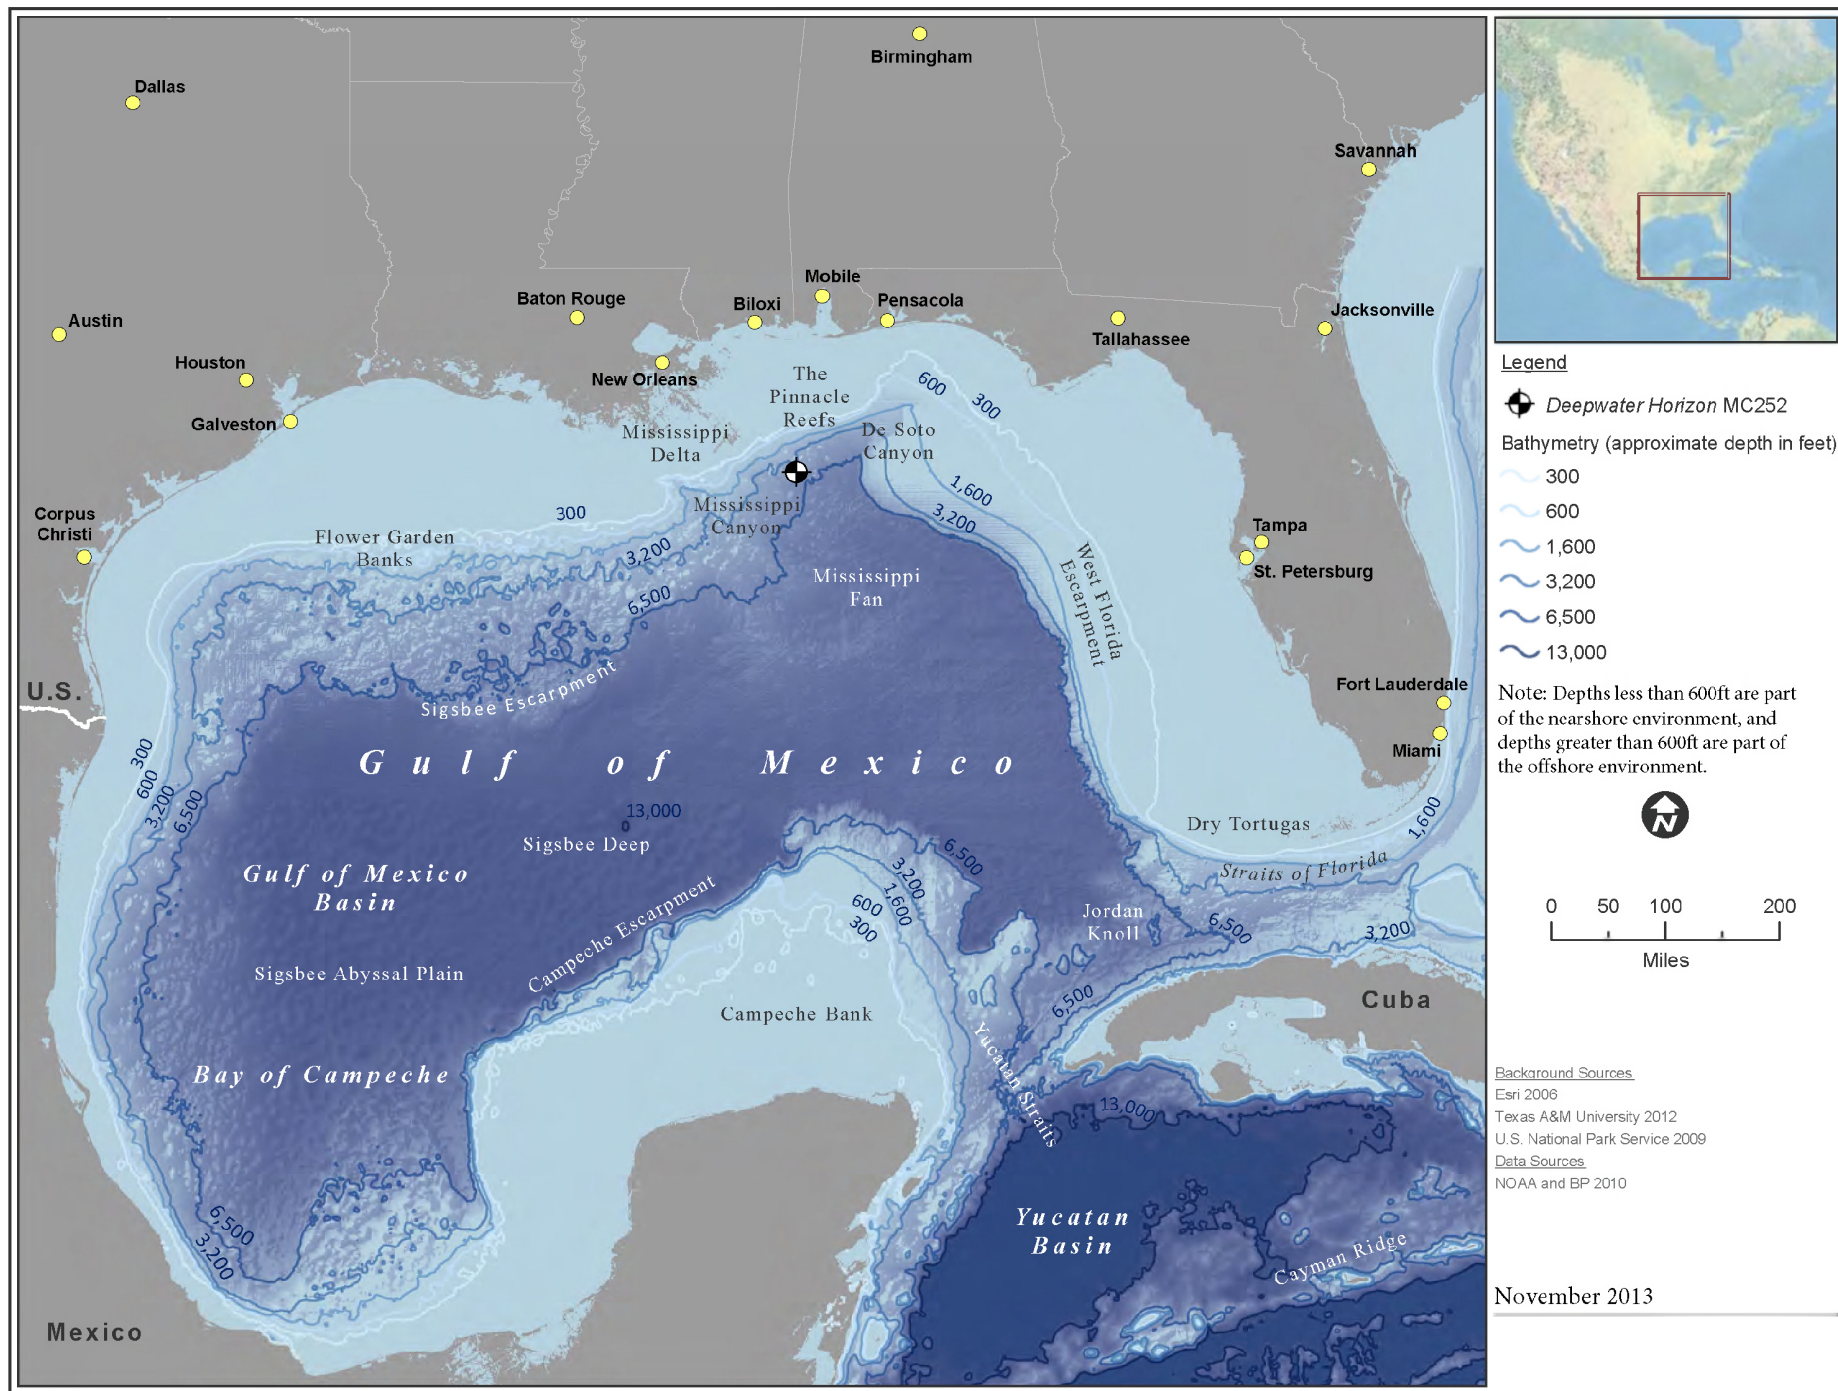 Birmingham
Dallas
Savannah
Mobile
Baton Rouge
Biloxi
Pensacola
Jacksonville
Austin
Tallahassee
Houston
New Orleans
The
Pinnacle
Reefs
600
300
Galveston
Mississippi
Delta
De Soto
Canyon
1,600
Corpus
Christi
300
Mississippi
Canyon
3,200
Tampa
Flower Garden
Banks
3,200
West Florida
Escarpment
St. Petersburg
Mississippi
Fan
6,500
U.S.
Sigsbee Escarpment
Fort Lauderdale
Miami
300
600
3,200
6,500
Gulf of Mexico
13,000
Sigsbee Deep
Dry Tortugas
1,600
Straits of Florida
Gulf of Mexico
Basin
6,500
3,200
1,600
600
300
Campeche Escarpment
Jordan
Knoll
6,500
3,200
Sigsbee Abyssal Plain
Campeche Bank
6,500
Cuba
Yucatan Straits
Bay of Campeche
13,000
6,500
3,200
Yucatan
Basin
Cayman Ridge
Mexico
Legend
Deepwater Horizon MC252
Bathymetry (approximate depth in feet)
300
600
1,600
3,200
6,500
13,000
Note: Depths less than 600ft are part
of the nearshore environment, and
depths greater than 600ft are part of
the offshore environment.
N
0 50 100 200
Miles
Background Sources
Esri 2006
Texas A&M University 2012
U.S. National Park Service 2009
Data Sources
NOAA and BP 2010
November 2013